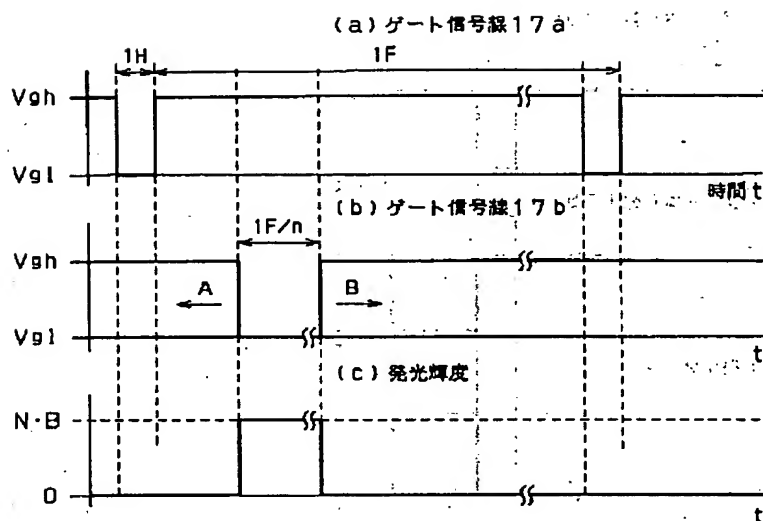 (a)ゲート信号線17a
1H
1F
Vgh
Vgl
時間t
(b)ゲート信号線17b
1F/n
Vgh
A
B
Vgl
t
(c)発光輝度
N·B
0
t